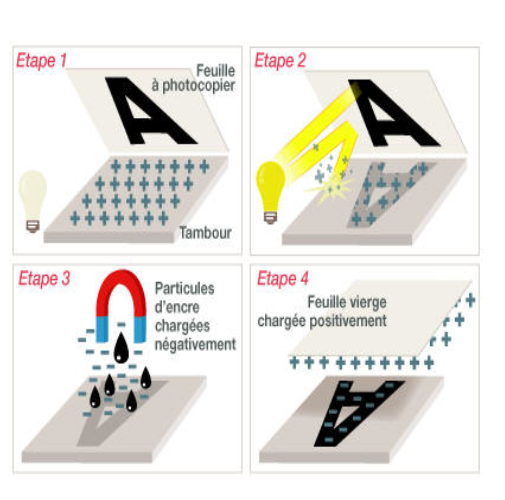 Etape 1
Feuille
à photocopier
Tambour
Etape 2
Etape 3
Particules
d'encre
chargées
négativement
Etape 4
Feuille vierge
chargée positivement